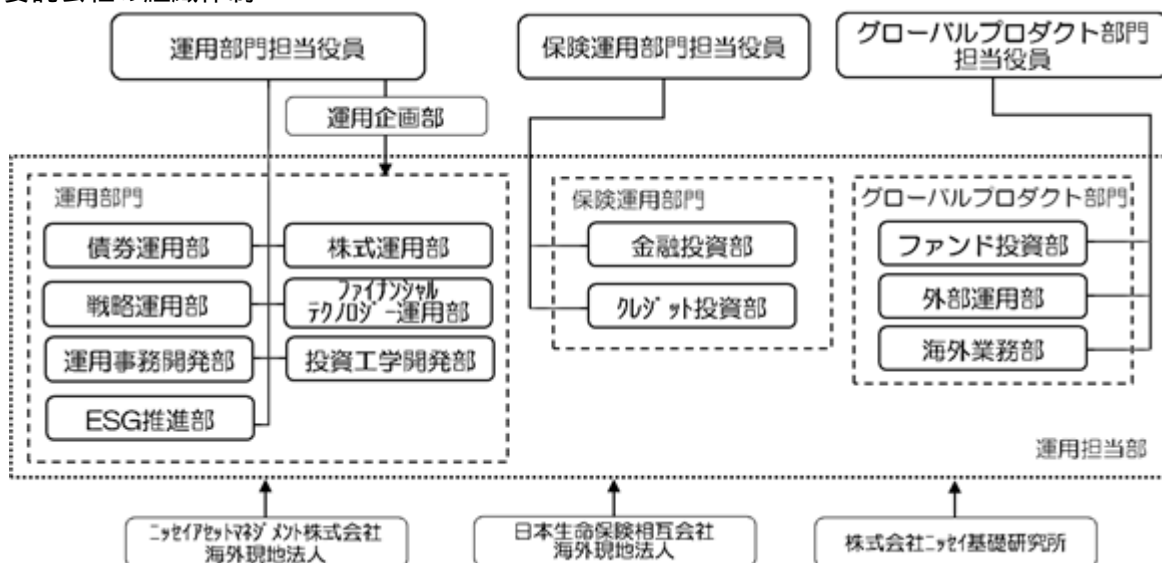 運用部門担当役員
保険運用部門担当役員
グローバルプロダクト部門
担当役員
運用企画部
運用部門
債券運用部
株式運用部
戦略運用部
ファイナンシャル
テクノロジー運用部
運用事務開発部
投資工学開発部
ESG推進部
保険運用部門
金融投資部
クレジット投資部
グローバルプロダクト部門
ファンド投資部
外部運用部
海外業務部
運用担当部
ニッセイアセットマネジメント株式会社
海外現地法人
日本生命保険相互会社
海外現地法人
株式会社ニッセイ基礎研究所